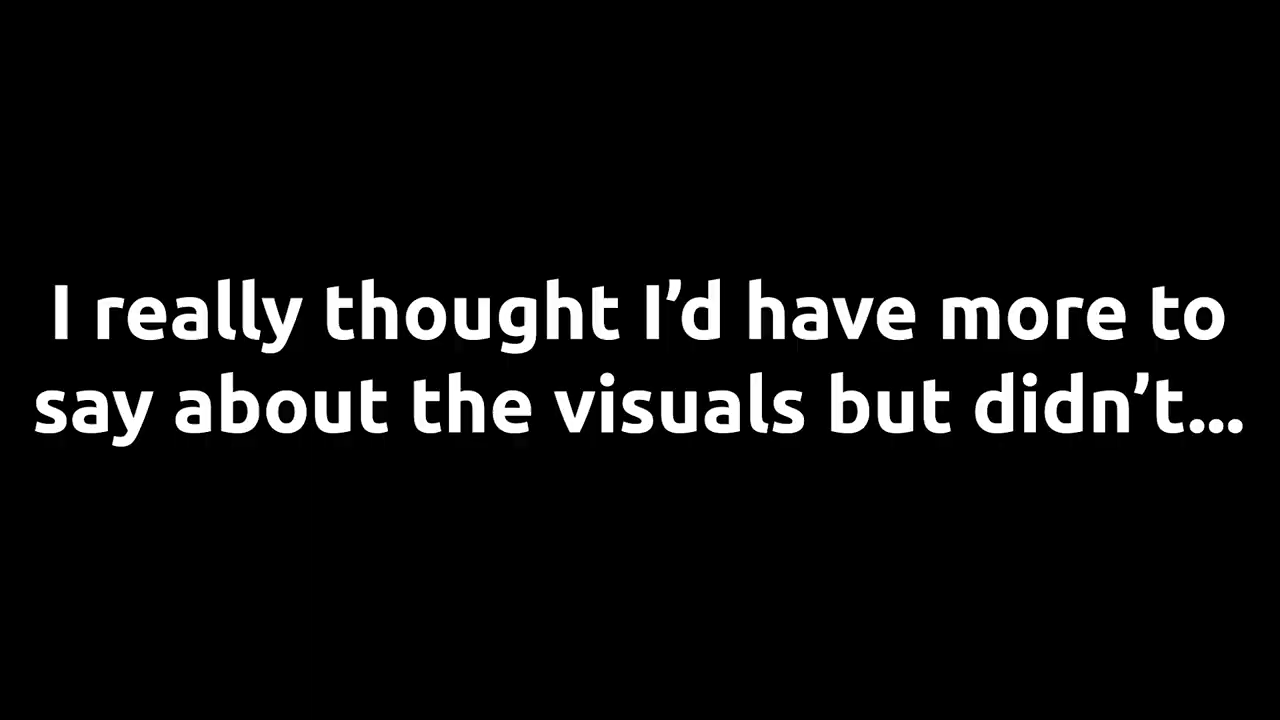 I really thought I’d have more to
say about the visuals but didn’t...